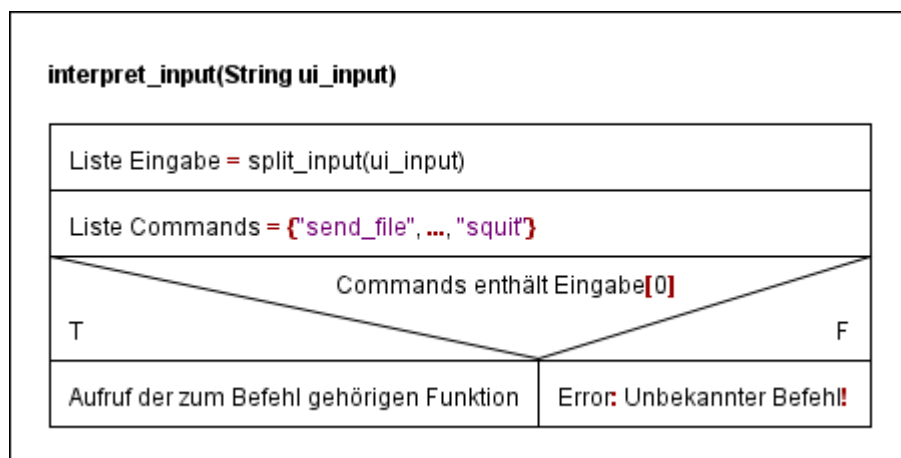 interpret_input(String ui_input)
Liste Eingabe = split_input(ui_input)
Liste Commands = {"send_file", ..., "squit"}
Commands enthält Eingabe[0]
T
F
Aufruf der zum Befehl gehörigen Funktion
Error: Unbekannter Befehl!